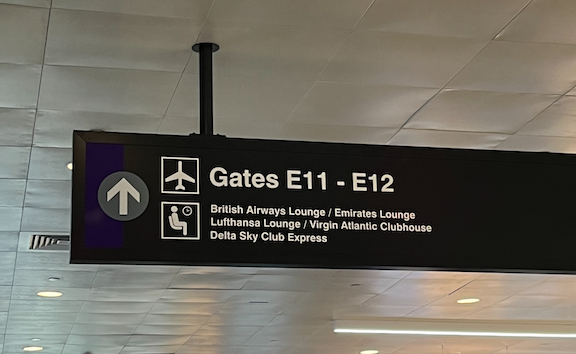 Gates E11 - E12
British Airways Lounge / Emirates Lounge
Lufthansa Lounge / Virgin Atlantic Clubhouse
Delta Sky Club Express